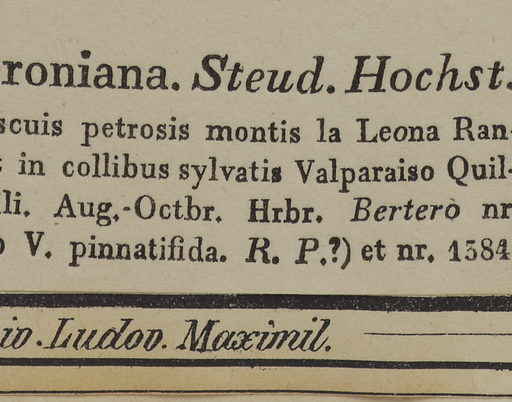 roniana. Steud. Hochst.
scuis petrosis montis la Leona Ran-
in collibus sylvatis Valparaiso Quil-
li. Aug.-Octbr. Hrbr. Bertero nr
V. pinnatifida. R. P.?) et nr. 1384
io. Ludov. Maximil.